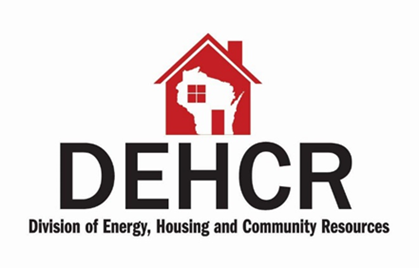 DEHCR
Division of Energy, Housing and Community Resources